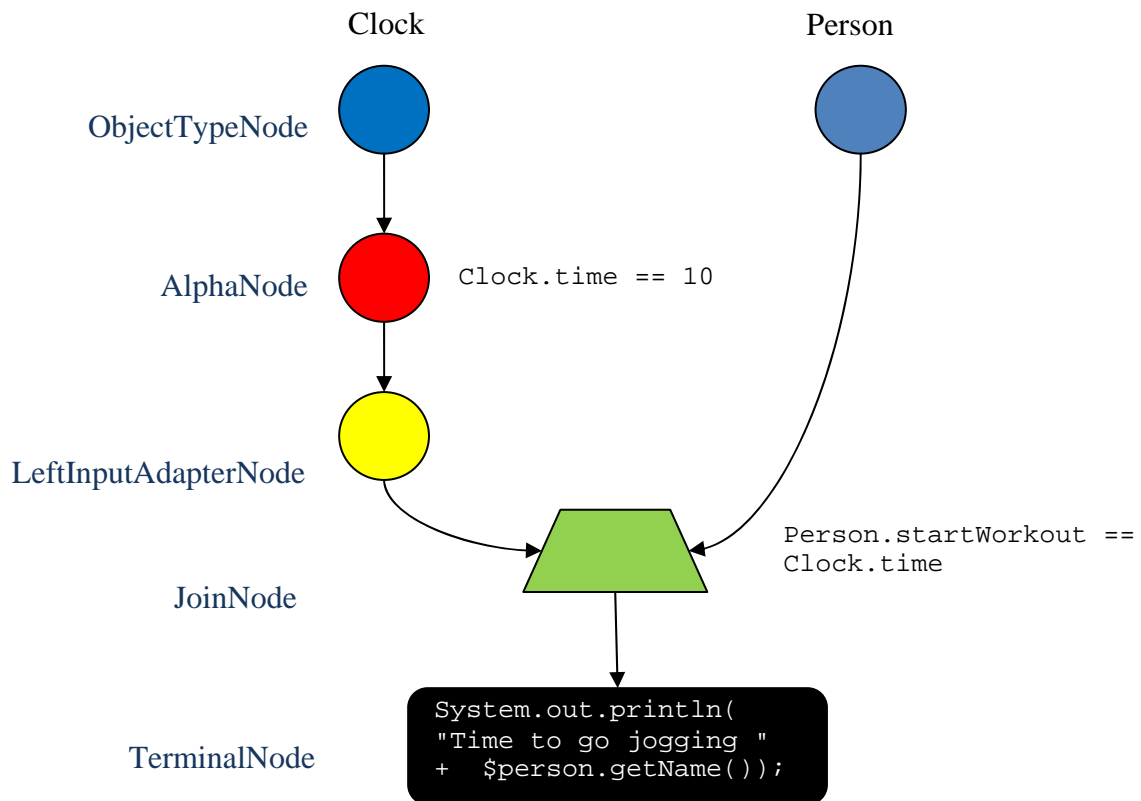 Clock
Person
ObjectTypeNode
AlphaNode
Clock.time == 10
LeftInputAdapterNode
Person.startWorkout ==
Clock.time
JoinNode
System.out.println(
"Time to go jogging "
+  $person.getName());
TerminalNode